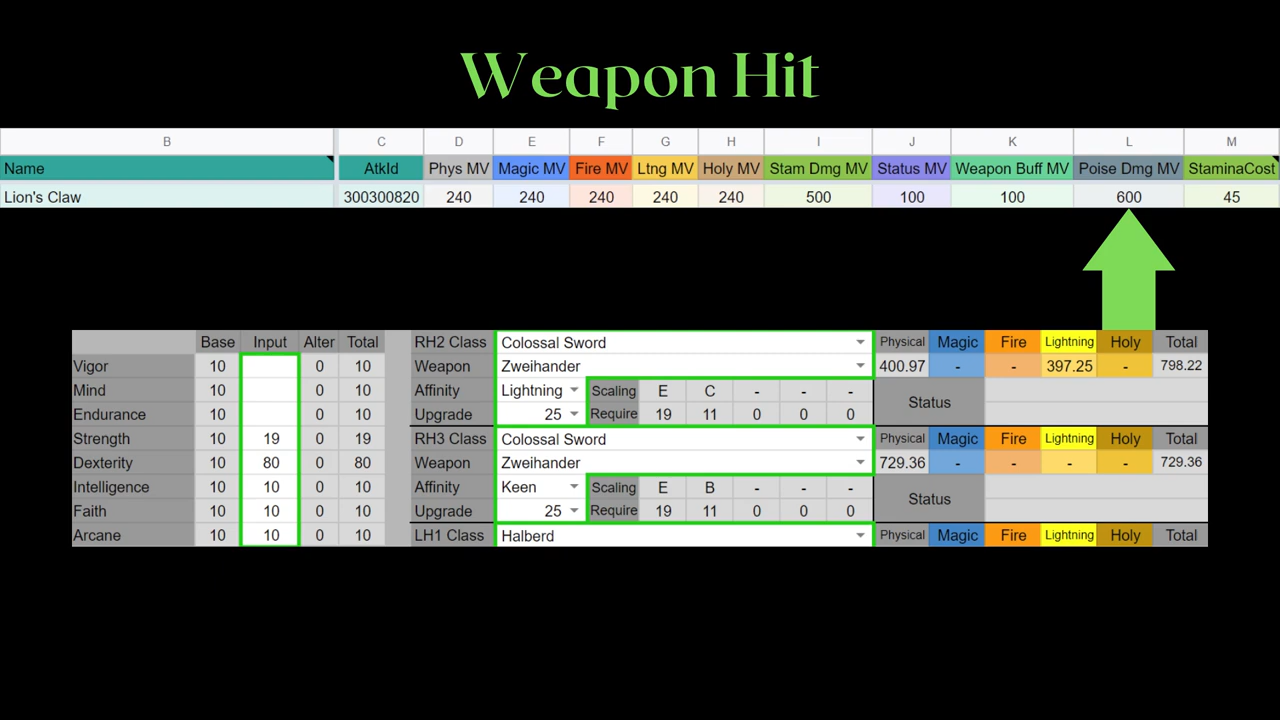 Weapon Hit
B C D E F G H I J K L M
Name AtkId Phys MV Magic MV Fire MV Ltng MV Holy MV Stam Dmg MV Status MV Weapon Buff MV Poise Dmg MV StaminaCost
Lion's Claw 300300820 240 240 240 240 240 500 100 100 600 45
Base Input Alter Total RH2 Class Colossal Sword Physical Magic Fire Lightning Holy Total
Vigor 10 0 10 Weapon Zweihander 400.97 - - 397.25 - 798.22
Mind 10 0 10 Affinity Lightning Scaling E C - - - Status
Endurance 10 0 10 Upgrade 25 Require 19 11 0 0 0
Strength 10 19 0 19 RH3 Class Colossal Sword Physical Magic Fire Lightning Holy Total
Dexterity 10 80 0 80 Weapon Zweihander 729.36 - - - - 729.36
Intelligence 10 10 0 10 Affinity Keen Scaling E B - - - Status
Faith 10 10 0 10 Upgrade 25 Require 19 11 0 0 0
Arcane 10 10 0 10 LH1 Class Halberd Physical Magic Fire Lightning Holy Total